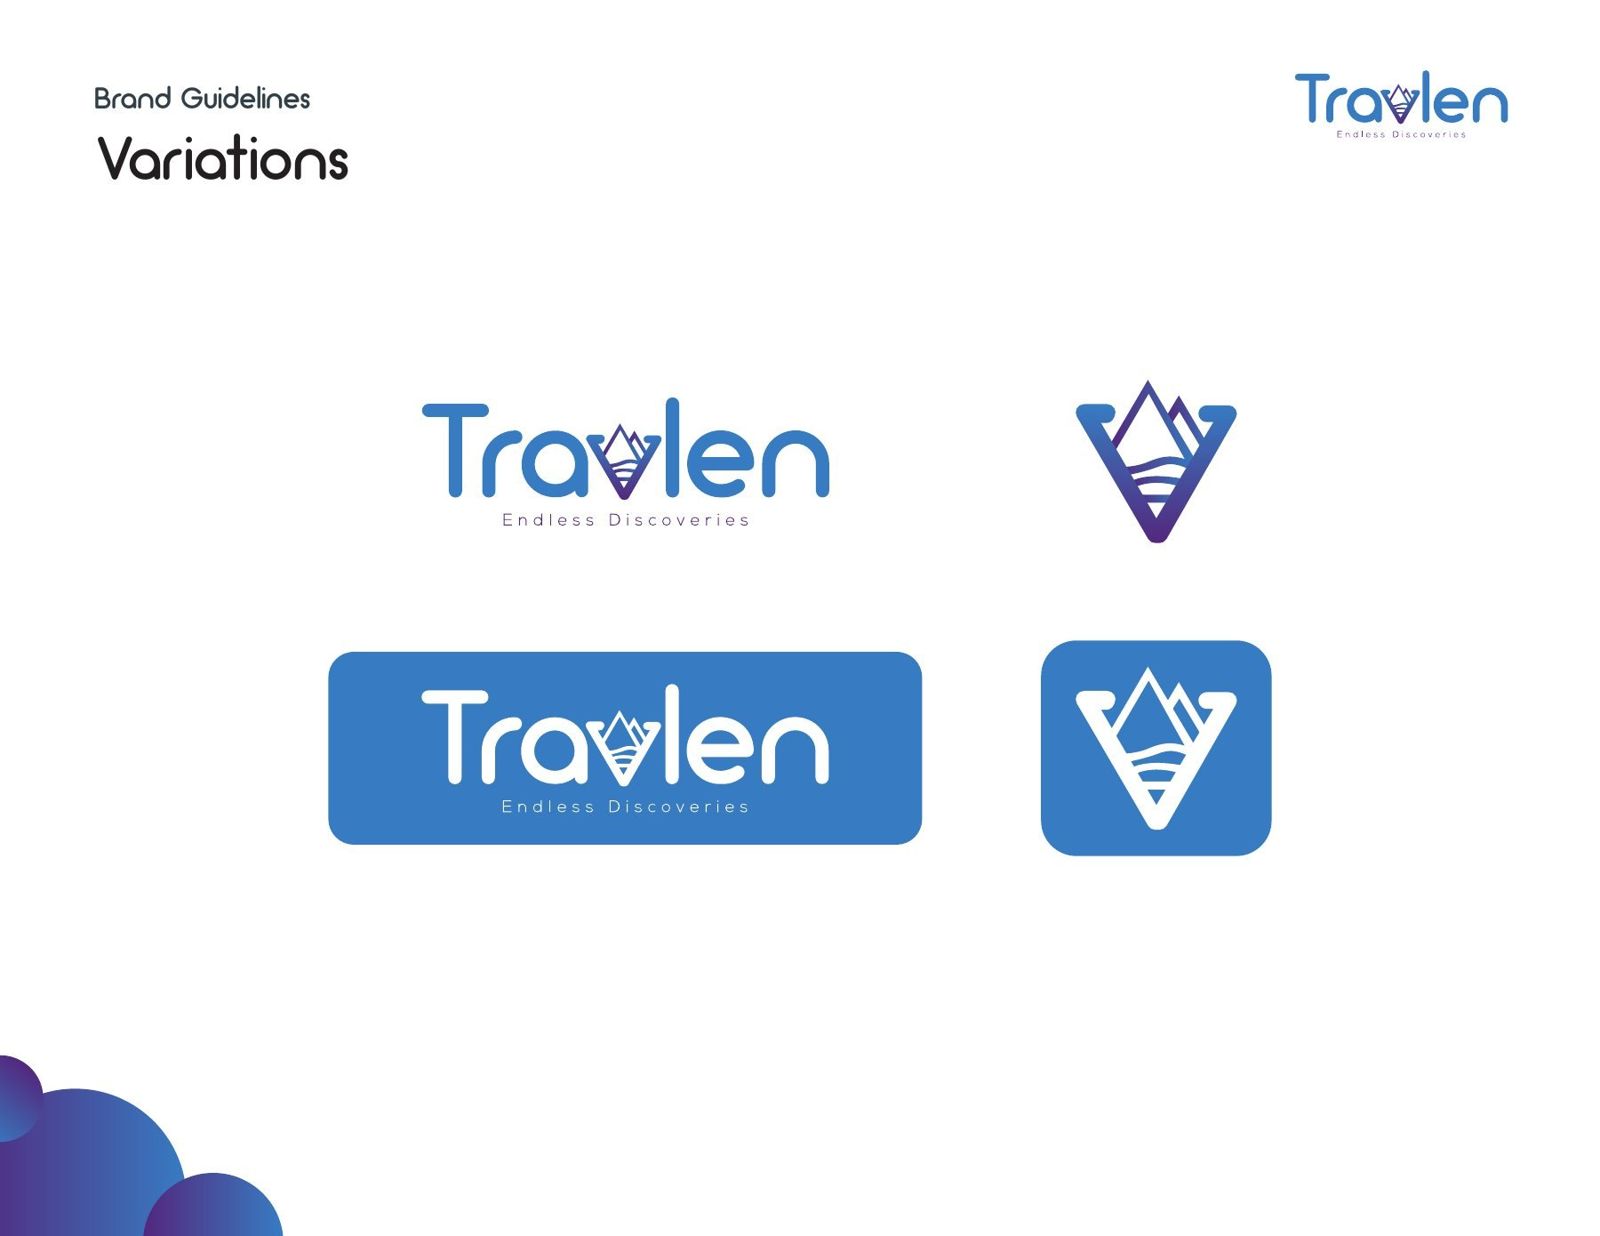 Brand Guidelines
Variations
Travlen
Endless Discoveries
Travlen
Endless Discoveries
V
Travlen
Endless Discoveries
V